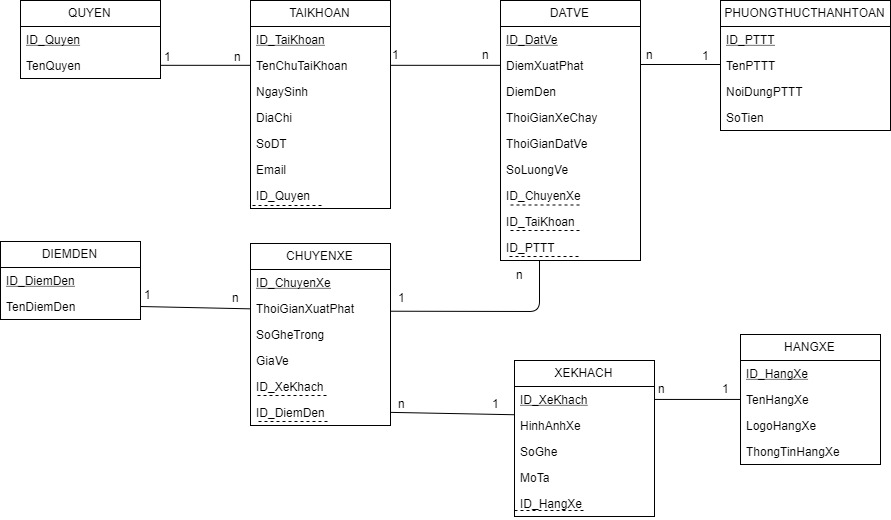 QUYEN
ID_Quyen
TenQuyen
1
n
TAIKHOAN
ID_TaiKhoan
TenChuTaiKhoan
NgaySinh
DiaChi
SoDT
Email
ID_Quyen
1
n
DATVE
ID_DatVe
DiemXuatPhat
DiemDen
ThoiGianXeChay
ThoiGianDatVe
SoLuongVe
ID_ChuyenXe
ID_TaiKhoan
ID_PTTT
n
1
PHUONGTHUCTHANHTOAN
ID_PTTT
TenPTTT
NoiDungPTTT
SoTien
DIEMDEN
ID_DiemDen
TenDiemDen
1
n
CHUYENXE
ID_ChuyenXe
ThoiGianXuatPhat
SoGheTrong
GiaVe
ID_XeKhach
ID_DiemDen
1
n
n
1
XEKHACH
ID_XeKhach
HinhAnhXe
SoGhe
MoTa
ID_HangXe
n
1
HANGXE
ID_HangXe
TenHangXe
LogoHangXe
ThongTinHangXe